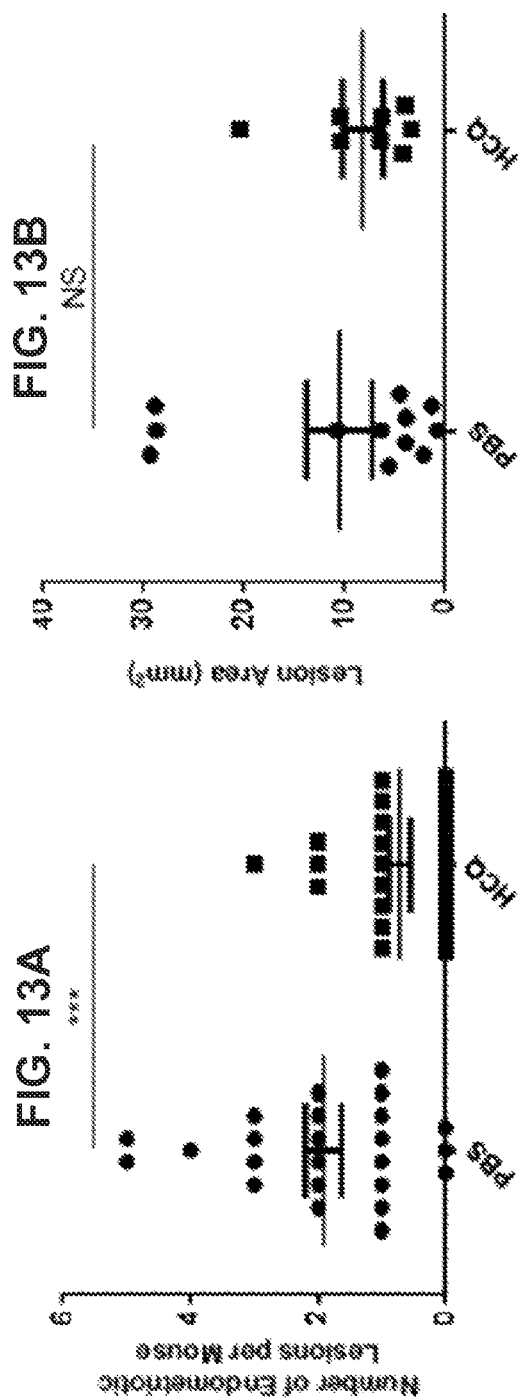 FIG. 13A
***
Number of Endometriotic
Lesions per Mouse
6
4
2
0
PBS
HCQ
FIG. 13B
NS
Lesion Area (mm²)
40
30
20
10
0
PBS
HCQ